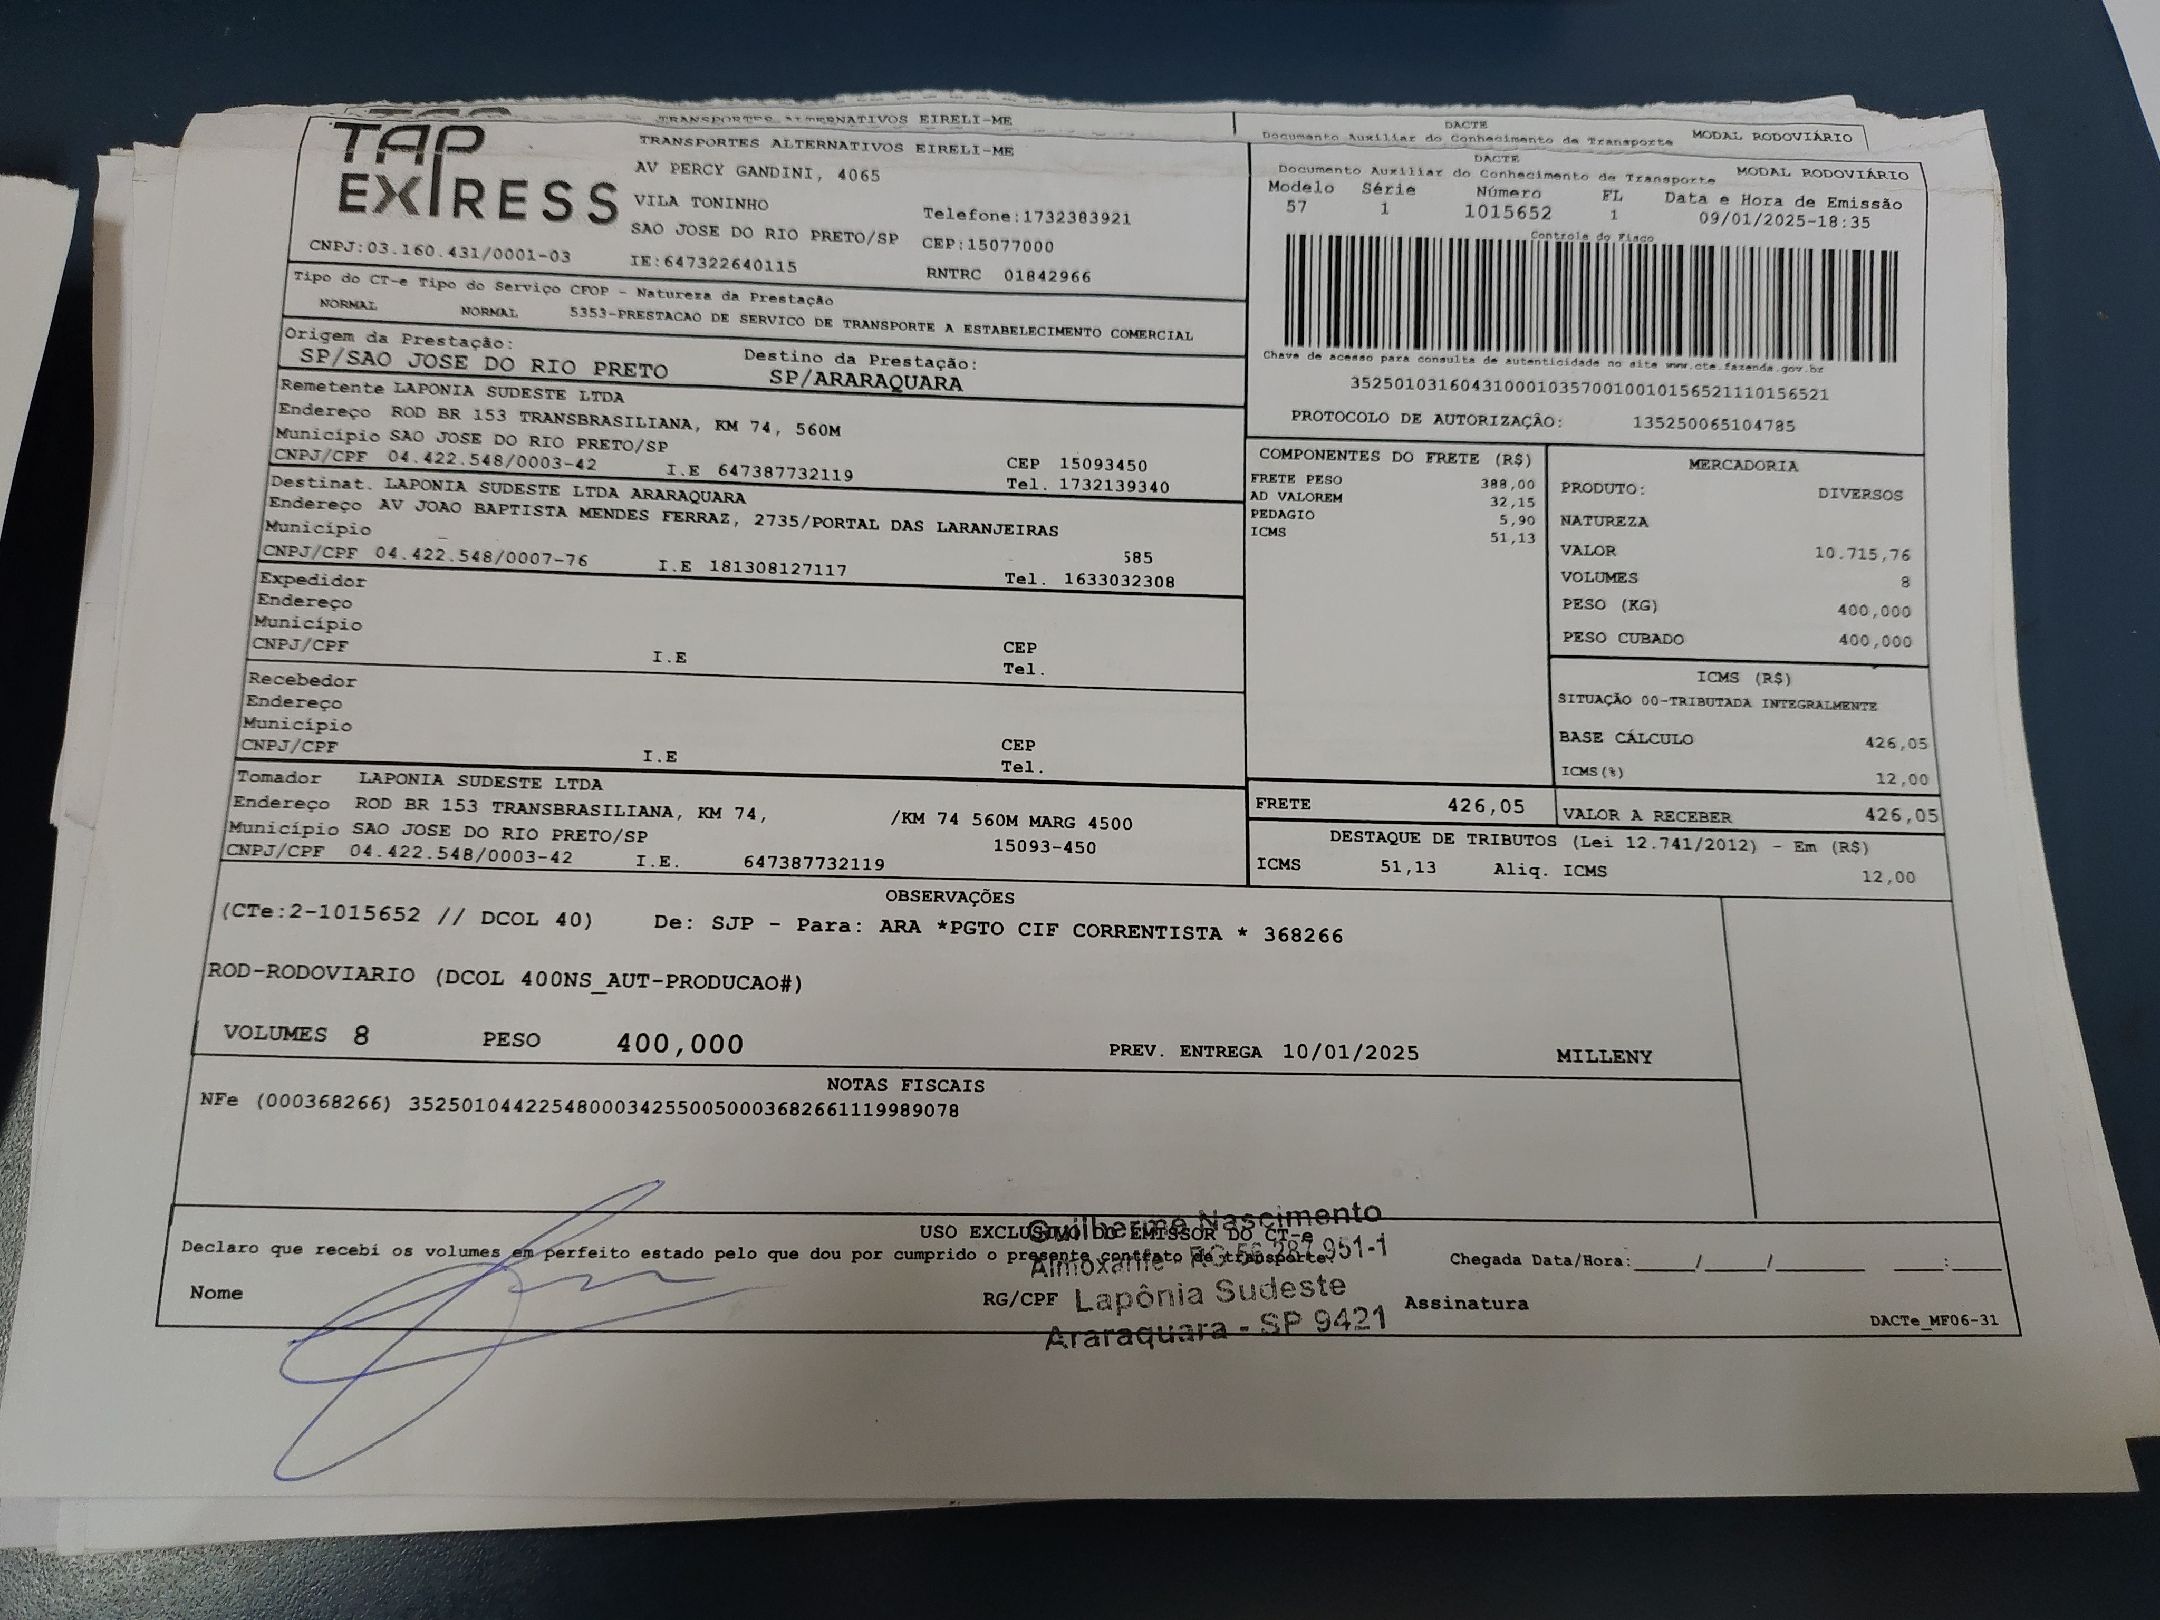 TRANSPORTES ALTERNATIVOS EIRELI-ME
DACTE
Documento Auxiliar do Conhecimento de Transporte MODAL RODOVIÁRIO
TAP EXPRESS
CNPJ:03.160.431/0001-03
TRANSPORTES ALTERNATIVOS EIRELI-ME
AV PERCY GANDINI, 4065
VILA TONINHO Telefone:1732383921
SAO JOSE DO RIO PRETO/SP CEP:15077000
IE:647322640115 RNTRC 01842966
DACTE
Documento Auxiliar do Conhecimento de Transporte MODAL RODOVIÁRIO
Modelo Série Número FL Data e Hora de Emissão
57 1 1015652 1 09/01/2025-18:35
Controle do Fisco
Chave de acesso para consulta de autenticidade no site www.cte.fazenda.gov.br
35250103160431000103570010010156521110156521
PROTOCOLO DE AUTORIZAÇÃO: 135250065104785
Tipo do CT-e Tipo do Serviço CFOP - Natureza da Prestação
NORMAL NORMAL 5353-PRESTACAO DE SERVICO DE TRANSPORTE A ESTABELECIMENTO COMERCIAL
Origem da Prestação: Destino da Prestação:
SP/SAO JOSE DO RIO PRETO SP/ARARAQUARA
Remetente LAPONIA SUDESTE LTDA
Endereço ROD BR 153 TRANSBRASILIANA, KM 74, 560M
Município SAO JOSE DO RIO PRETO/SP CEP 15093450
CNPJ/CPF 04.422.548/0003-42 I.E 647387732119 Tel. 1732139340
Destinat. LAPONIA SUDESTE LTDA ARARAQUARA
Endereço AV JOAO BAPTISTA MENDES FERRAZ, 2735/PORTAL DAS LARANJEIRAS
Município 585
CNPJ/CPF 04.422.548/0007-76 I.E 181308127117 Tel. 1633032308
Expedidor
Endereço
Município CEP
CNPJ/CPF I.E Tel.
Recebedor
Endereço
Município CEP
CNPJ/CPF I.E Tel.
Tomador LAPONIA SUDESTE LTDA
Endereço ROD BR 153 TRANSBRASILIANA, KM 74, /KM 74 560M MARG 4500
Município SAO JOSE DO RIO PRETO/SP 15093-450
CNPJ/CPF 04.422.548/0003-42 I.E. 647387732119
COMPONENTES DO FRETE (R$)
FRETE PESO 388,00
AD VALOREM 32,15
PEDAGIO 5,90
ICMS 51,13
MERCADORIA
PRODUTO: DIVERSOS
NATUREZA
VALOR 10.715,76
VOLUMES 8
PESO (KG) 400,000
PESO CUBADO 400,000
ICMS (R$)
SITUAÇÃO 00-TRIBUTADA INTEGRALMENTE
BASE CÁLCULO 426,05
ICMS(%) 12,00
FRETE 426,05 VALOR A RECEBER 426,05
DESTAQUE DE TRIBUTOS (Lei 12.741/2012) - Em (R$)
ICMS 51,13 Aliq. ICMS 12,00
OBSERVAÇÕES
(CTe:2-1015652 // DCOL 40) De: SJP - Para: ARA *PGTO CIF CORRENTISTA * 368266
ROD-RODOVIARIO (DCOL 400NS_AUT-PRODUCAO#)
VOLUMES 8 PESO 400,000 PREV. ENTREGA 10/01/2025 MILLENY
NOTAS FISCAIS
NFe (000368266) 35250104422548000342550050003682661119989078
USO EXCLUSIVO DO EMISSOR DO CT-e
Declaro que recebi os volumes em perfeito estado pelo que dou por cumprido o presente contrato de transporte. Chegada Data/Hora:_____/_____/_______ ____:____
Nome RG/CPF Assinatura
DACTe_MF06-31
Guilherme Nascimento
Almoxarife - RG 56.287.951-1
Lapônia Sudeste
Araraquara - SP 9421